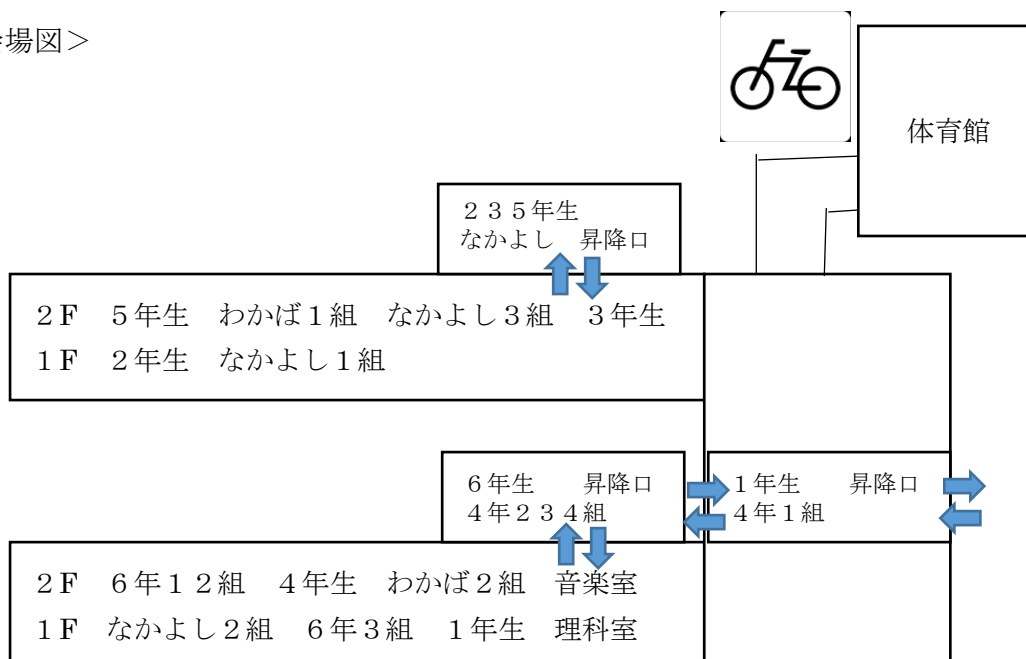 場図＞
体育館
２３５年生
なかよし　昇降口
２Ｆ　５年生　わかば１組　なかよし３組　３年生
１Ｆ　２年生　なかよし１組
６年生　　昇降口
４年２３４組
１年生　　昇降口
４年１組
２Ｆ　６年１２組　４年生　わかば２組　音楽室
１Ｆ　なかよし２組　６年３組　１年生　理科室